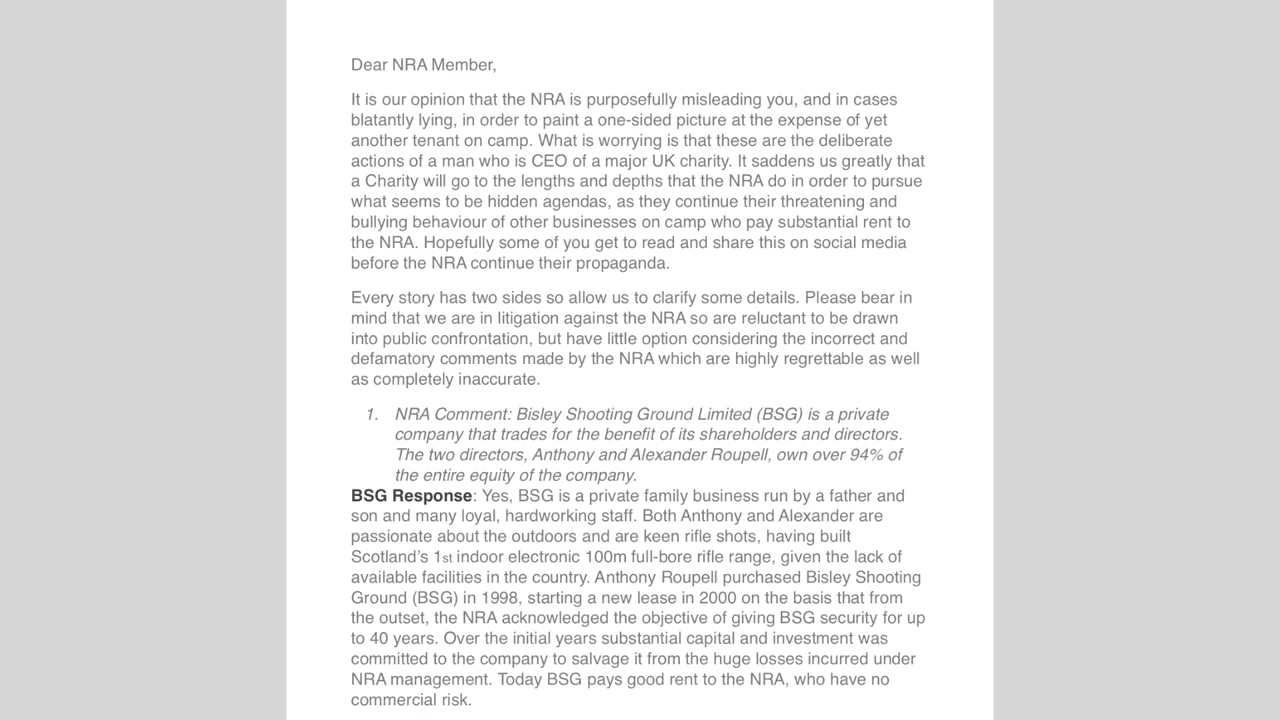 Dear NRA Member,
It is our opinion that the NRA is purposefully misleading you, and in cases
blatantly lying, in order to paint a one-sided picture at the expense of yet
another tenant on camp. What is worrying is that these are the deliberate
actions of a man who is CEO of a major UK charity. It saddens us greatly that
a Charity will go to the lengths and depths that the NRA do in order to pursue
what seems to be hidden agendas, as they continue their threatening and
bullying behaviour of other businesses on camp who pay substantial rent to
the NRA. Hopefully some of you get to read and share this on social media
before the NRA continue their propaganda.
Every story has two sides so allow us to clarify some details. Please bear in
mind that we are in litigation against the NRA so are reluctant to be drawn
into public confrontation, but have little option considering the incorrect and
defamatory comments made by the NRA which are highly regrettable as well
as completely inaccurate.
1. NRA Comment: Bisley Shooting Ground Limited (BSG) is a private
company that trades for the benefit of its shareholders and directors.
The two directors, Anthony and Alexander Roupell, own over 94% of
the entire equity of the company.
BSG Response: Yes, BSG is a private family business run by a father and
son and many loyal, hardworking staff. Both Anthony and Alexander are
passionate about the outdoors and are keen rifle shots, having built
Scotland's 1st indoor electronic 100m full-bore rifle range, given the lack of
available facilities in the country. Anthony Roupell purchased Bisley Shooting
Ground (BSG) in 1998, starting a new lease in 2000 on the basis that from
the outset, the NRA acknowledged the objective of giving BSG security for up
to 40 years. Over the initial years substantial capital and investment was
committed to the company to salvage it from the huge losses incurred under
NRA management. Today BSG pays good rent to the NRA, who have no
commercial risk.